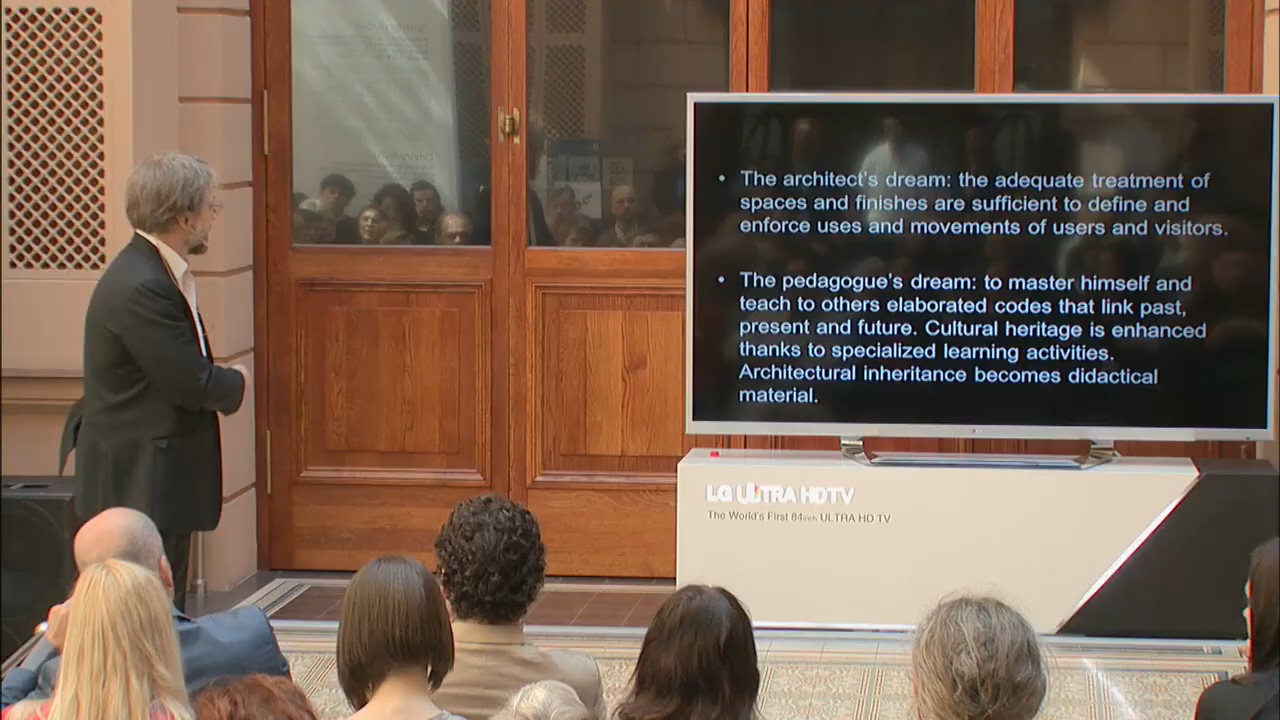 • The architect's dream: the adequate treatment of
spaces and finishes are sufficient to define and
enforce uses and movements of users and visitors.
• The pedagogue's dream: to master himself and
teach to others elaborated codes that link past,
present and future. Cultural heritage is enhanced
thanks to specialized learning activities.
Architectural inheritance becomes didactical
material.
LG ULTRA HDTV
The World's First 84inch ULTRA HD TV